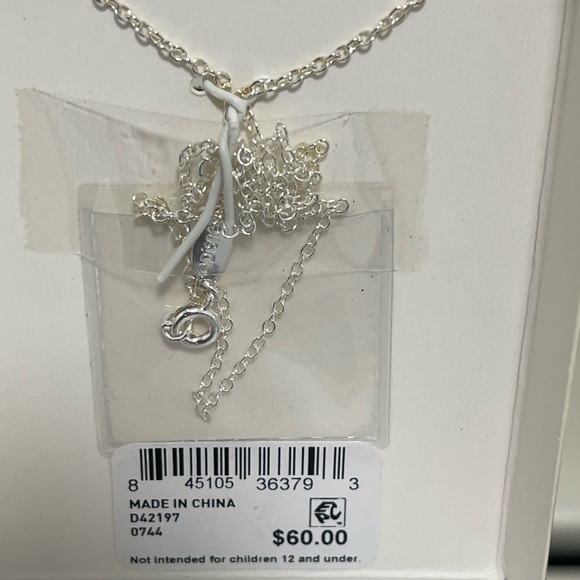 8 45105 36379 3
MADE IN CHINA
D42197
0744
$60.00
Not intended for children 12 and under.